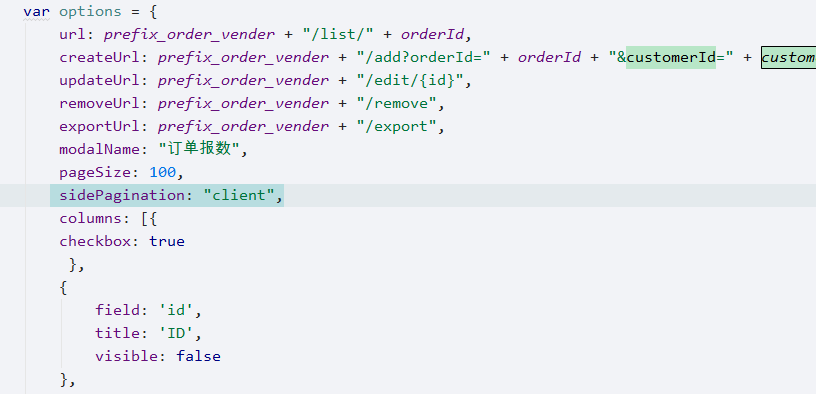 var options = {
url: prefix_order_vender + "/list/" + orderId,
createUrl: prefix_order_vender + "/add?orderId=" + orderId + "&customerId=" + custom
updateUrl: prefix_order_vender + "/edit/{id}",
removeUrl: prefix_order_vender + "/remove",
exportUrl: prefix_order_vender + "/export",
modalName: "订单报数",
pageSize: 100,
sidePagination: "client",
columns: [{
checkbox: true
},
{
field: 'id',
title: 'ID',
visible: false
},